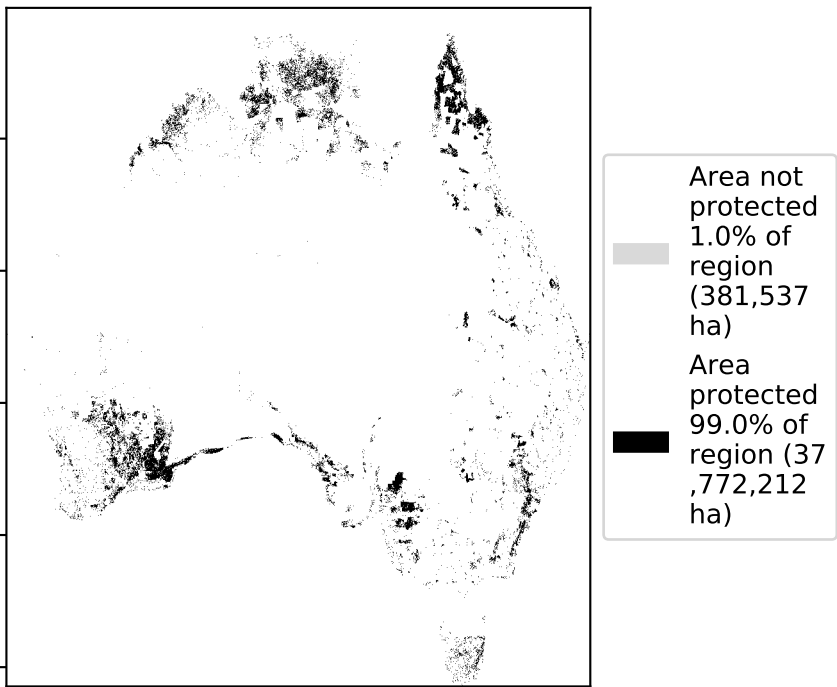 Area not
protected
1.0% of
region
(381,537
ha)
Area
protected
99.0% of
region (37
,772,212
ha)